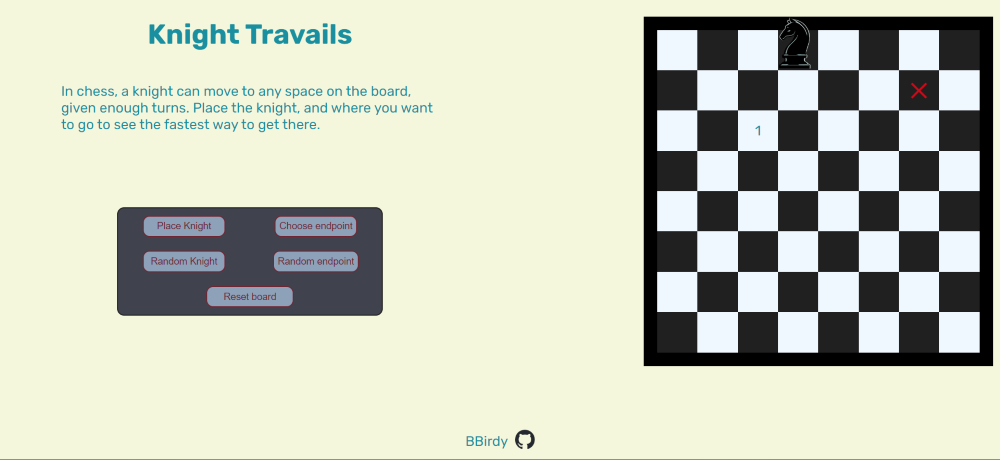 Knight Travails
In chess, a knight can move to any space on the board,
given enough turns. Place the knight, and where you want
to go to see the fastest way to get there.
Place Knight
Choose endpoint
Random Knight
Random endpoint
Reset board
1
BBirdy